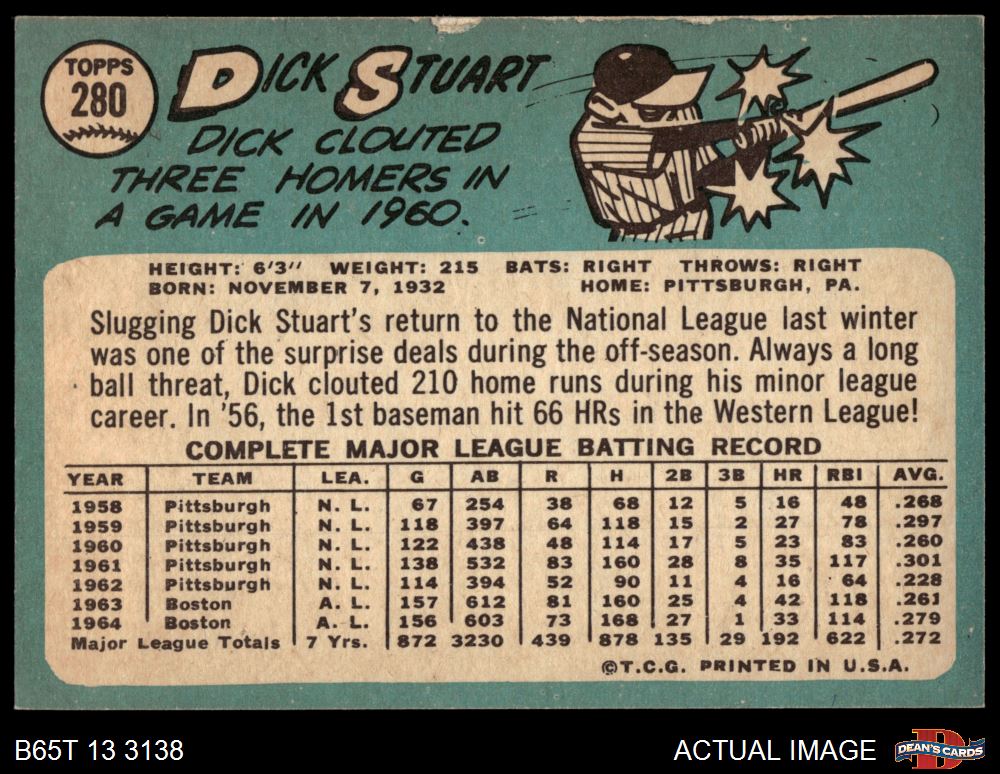 TOPPS
280
DICK STUART
DICK CLOUTED
THREE HOMERS IN
A GAME IN 1960.
HEIGHT: 6'3" WEIGHT: 215 BATS: RIGHT THROWS: RIGHT
BORN: NOVEMBER 7, 1932 HOME: PITTSBURGH, PA.
Slugging Dick Stuart's return to the National League last winter
was one of the surprise deals during the off-season. Always a long
ball threat, Dick clouted 210 home runs during his minor league
career. In '56, the 1st baseman hit 66 HRs in the Western League!
COMPLETE MAJOR LEAGUE BATTING RECORD
YEAR TEAM LEA. G AB R H 2B 3B HR RBI AVG.
1958 Pittsburgh N. L. 67 254 38 68 12 5 16 48 .268
1959 Pittsburgh N. L. 118 397 64 118 15 2 27 78 .297
1960 Pittsburgh N. L. 122 438 48 114 17 5 23 83 .260
1961 Pittsburgh N. L. 138 532 83 160 28 8 35 117 .301
1962 Pittsburgh N. L. 114 394 52 90 11 4 16 64 .228
1963 Boston A. L. 157 612 81 160 25 4 42 118 .261
1964 Boston A. L. 156 603 73 168 27 1 33 114 .279
Major League Totals 7 Yrs. 872 3230 439 878 135 29 192 622 .272
©T.C.G. PRINTED IN U.S.A.
B65T 13 3138 ACTUAL IMAGE DEAN'S CARDS